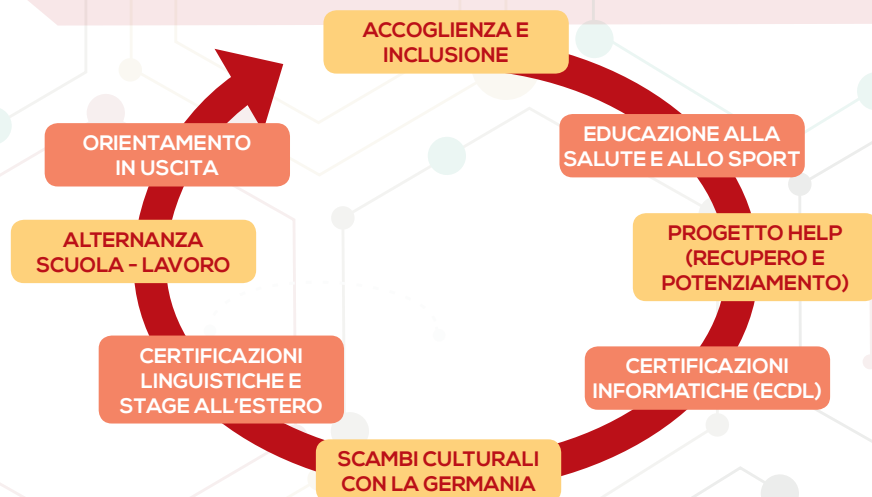 ACCOGLIENZA E
INCLUSIONE
EDUCAZIONE ALLA
SALUTE E ALLO SPORT
PROGETTO HELP
(RECUPERO E
POTENZIAMENTO)
CERTIFICAZIONI
INFORMATICHE (ECDL)
SCAMBI CULTURALI
CON LA GERMANIA
CERTIFICAZIONI
LINGUISTICHE E
STAGE ALL'ESTERO
ALTERNANZA
SCUOLA - LAVORO
ORIENTAMENTO
IN USCITA